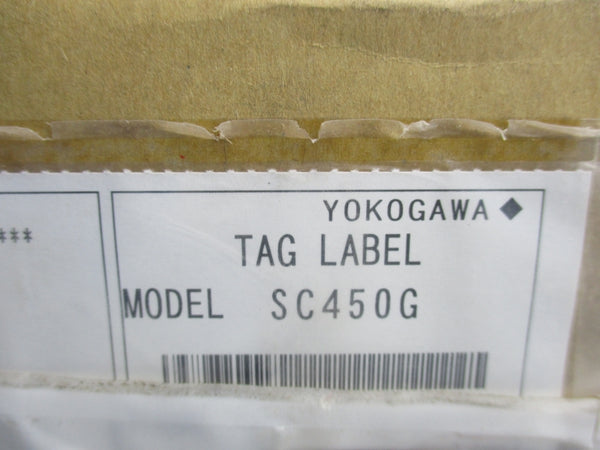 ***
YOKOGAWA ◆
TAG LABEL
MODEL SC450G